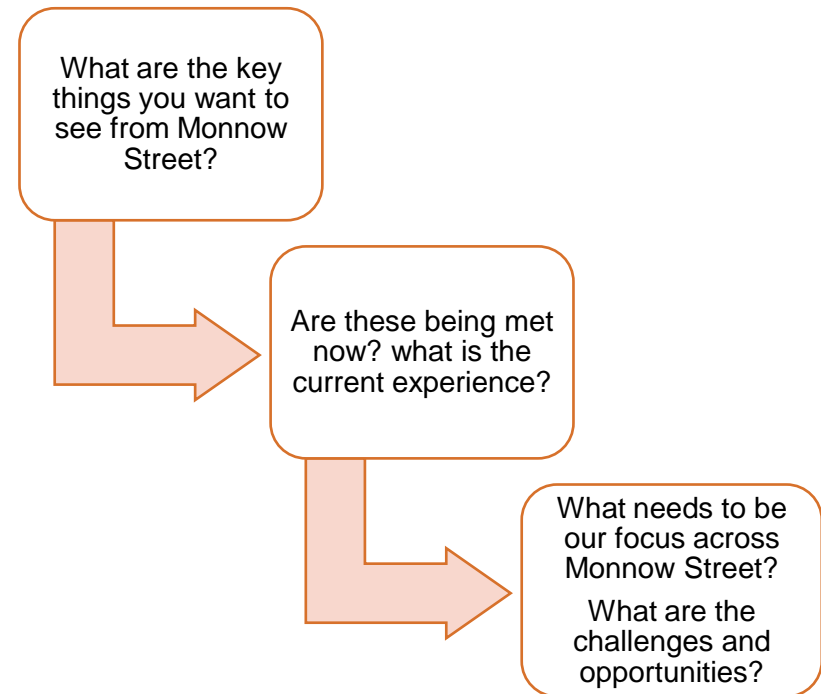 What are the key
things you want to
see from Monnow
Street?
Are these being met
now? what is the
current experience?
What needs to be
our focus across
Monnow Street?
What are the
challenges and
opportunities?